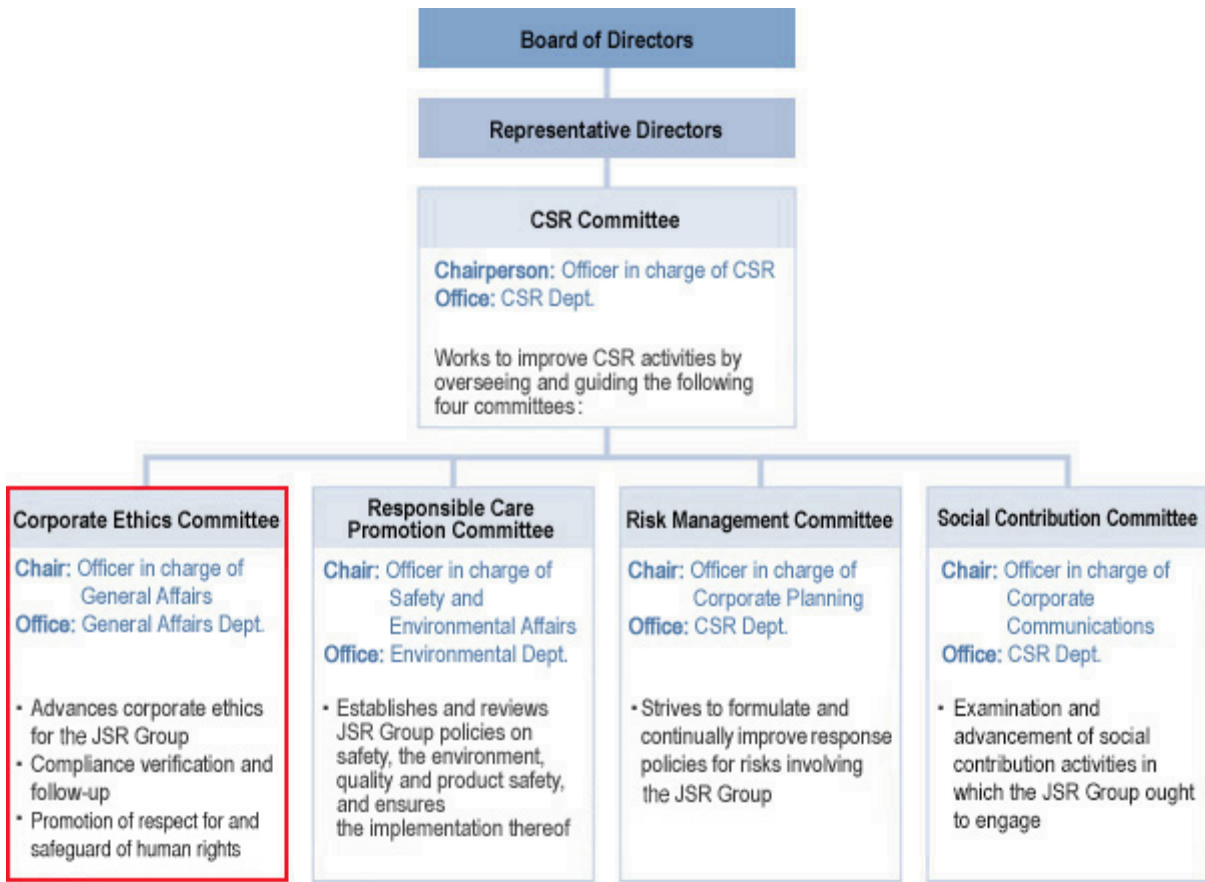 Board of Directors
Representative Directors
CSR Committee
Chairperson: Officer in charge of CSR
Office: CSR Dept.
Works to improve CSR activities by
overseeing and guiding the following
four committees:
Corporate Ethics Committee
Chair: Officer in charge of
General Affairs
Office: General Affairs Dept.
• Advances corporate ethics
for the JSR Group
• Compliance verification and
follow-up
• Promotion of respect for and
safeguard of human rights
Responsible Care
Promotion Committee
Chair: Officer in charge of
Safety and
Environmental Affairs
Office: Environmental Dept.
• Establishes and reviews
JSR Group policies on
safety, the environment,
quality and product safety,
and ensures
the implementation thereof
Risk Management Committee
Chair: Officer in charge of
Corporate Planning
Office: CSR Dept.
• Strives to formulate and
continually improve response
policies for risks involving
the JSR Group
Social Contribution Committee
Chair: Officer in charge of
Corporate
Communications
Office: CSR Dept.
• Examination and
advancement of social
contribution activities in
which the JSR Group ought
to engage